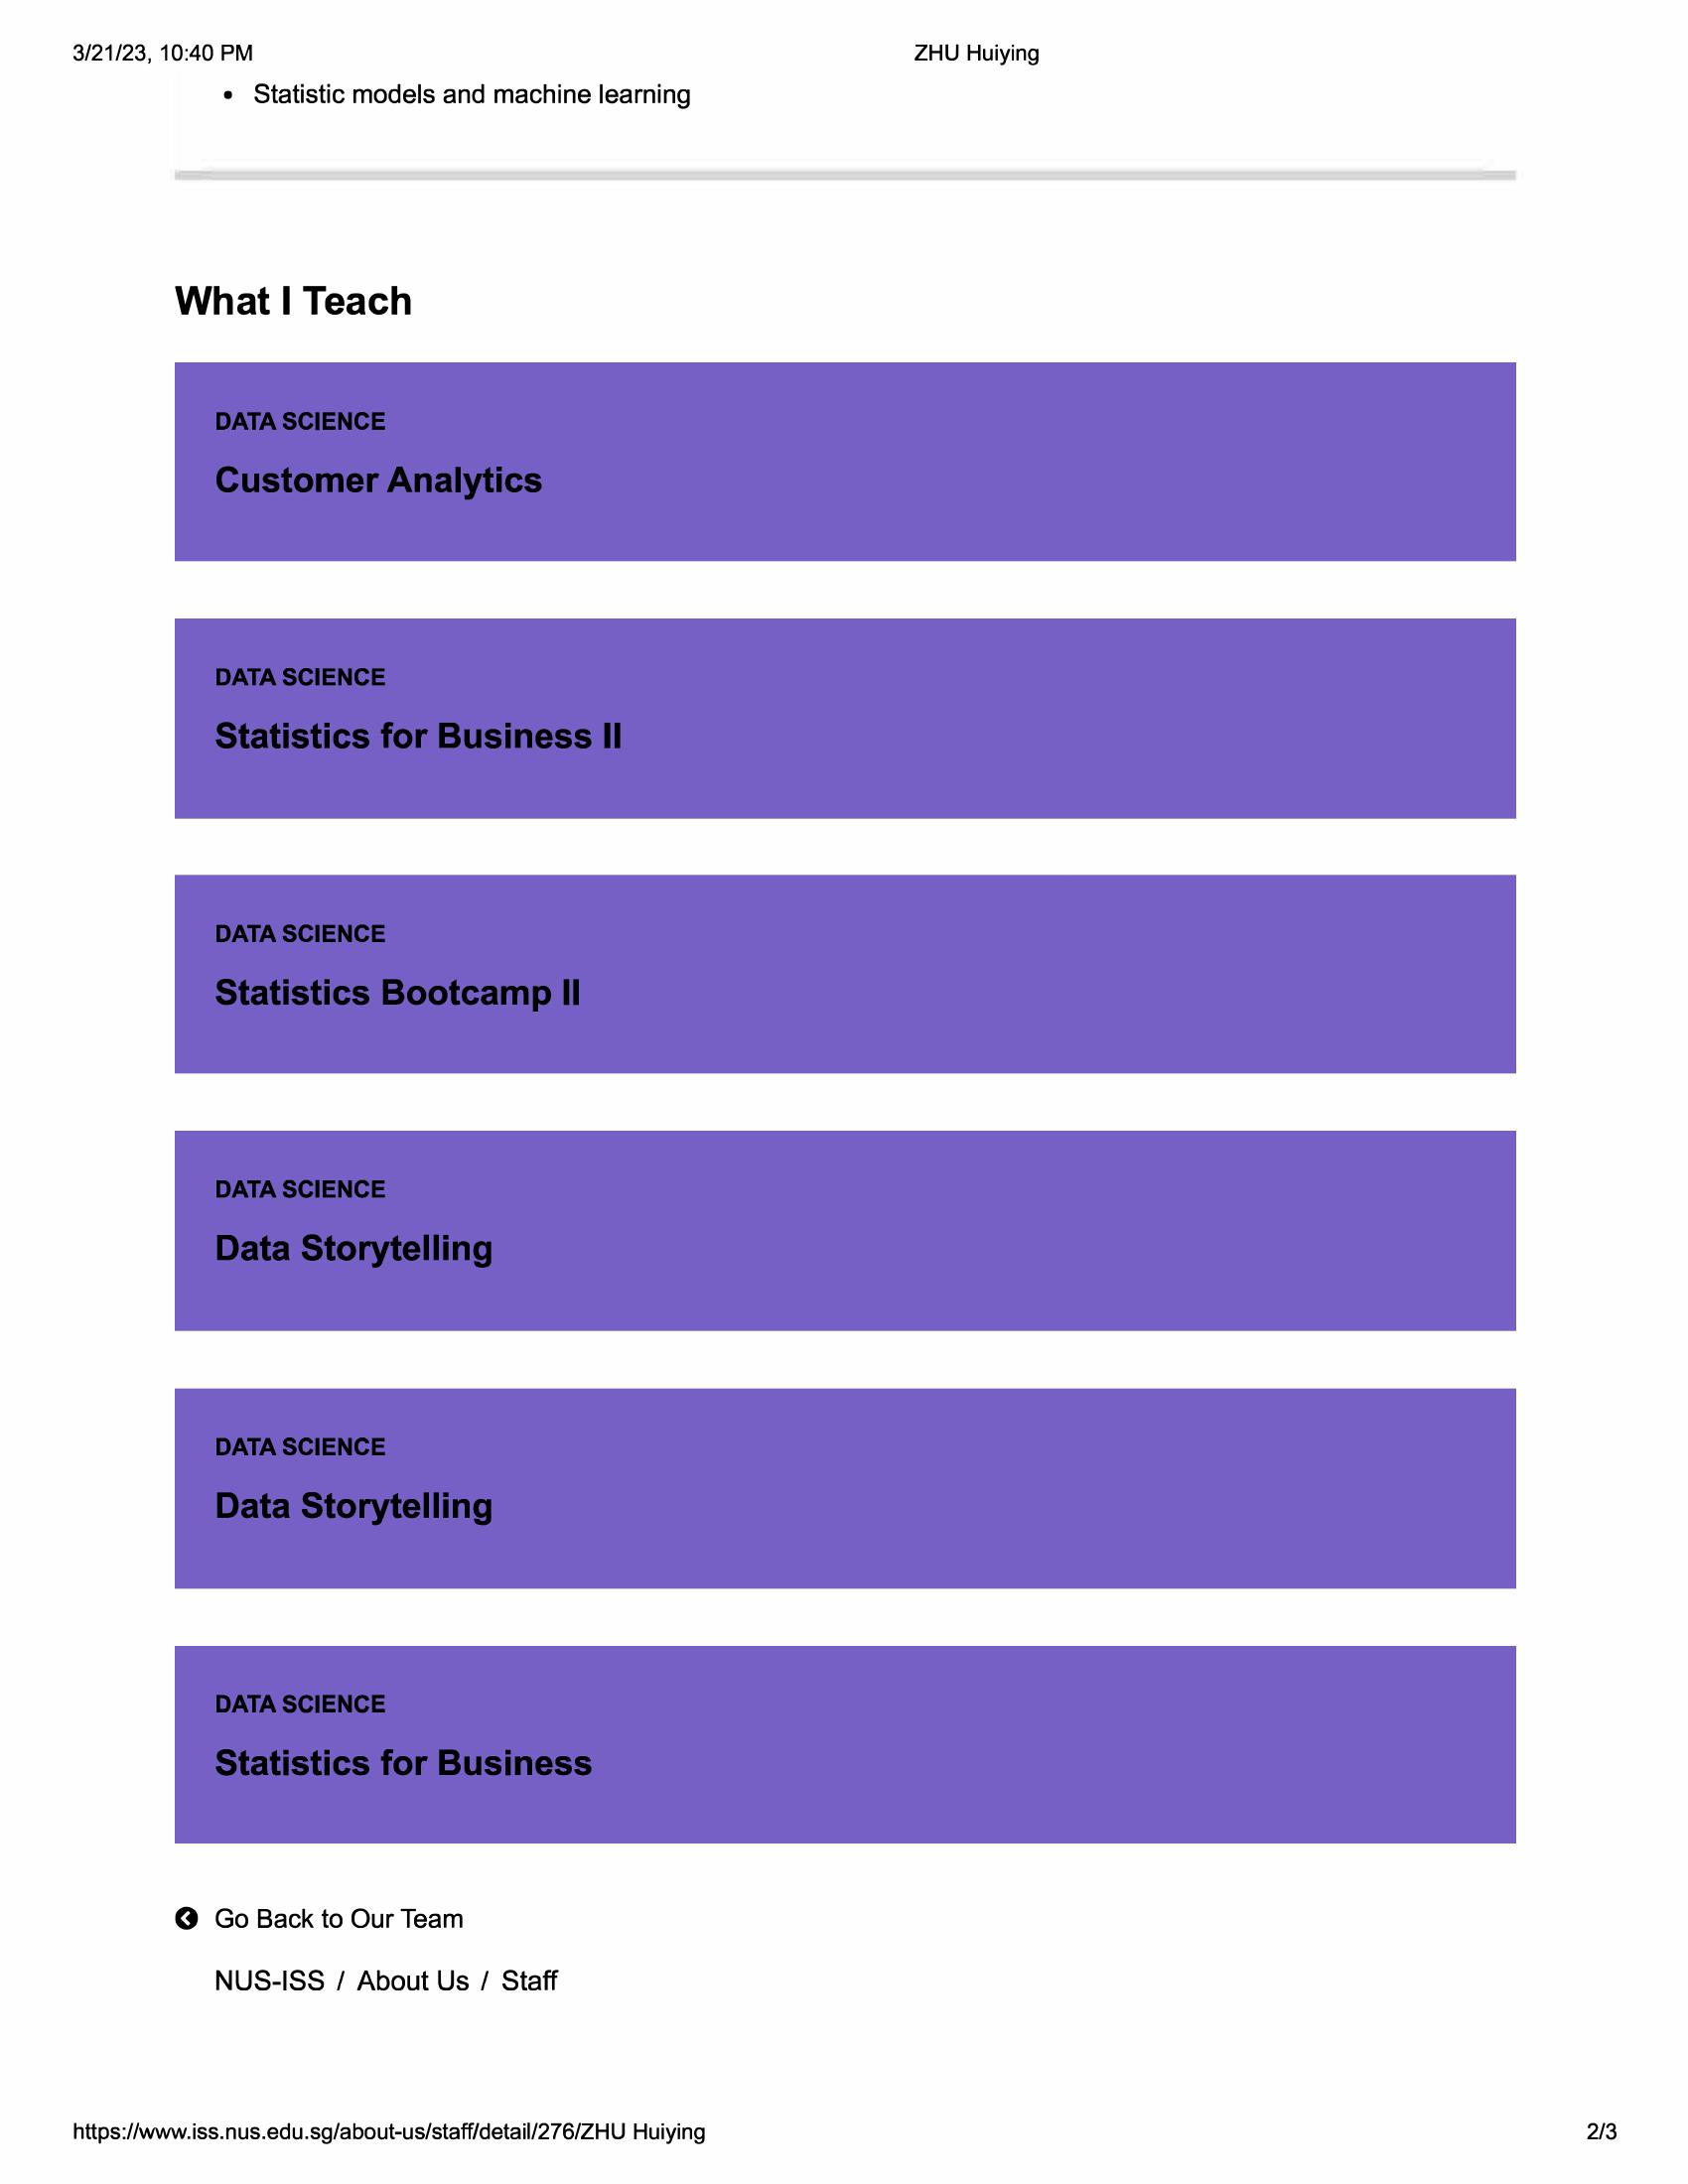 3/21/23, 10:40 PM
ZHU Huiying
• Statistic models and machine learning
What I Teach
DATA SCIENCE
Customer Analytics
DATA SCIENCE
Statistics for Business II
DATA SCIENCE
Statistics Bootcamp II
DATA SCIENCE
Data Storytelling
DATA SCIENCE
Data Storytelling
DATA SCIENCE
Statistics for Business
Go Back to Our Team
NUS-ISS / About Us / Staff
https://www.iss.nus.edu.sg/about-us/staff/detail/276/ZHU Huiying
2/3